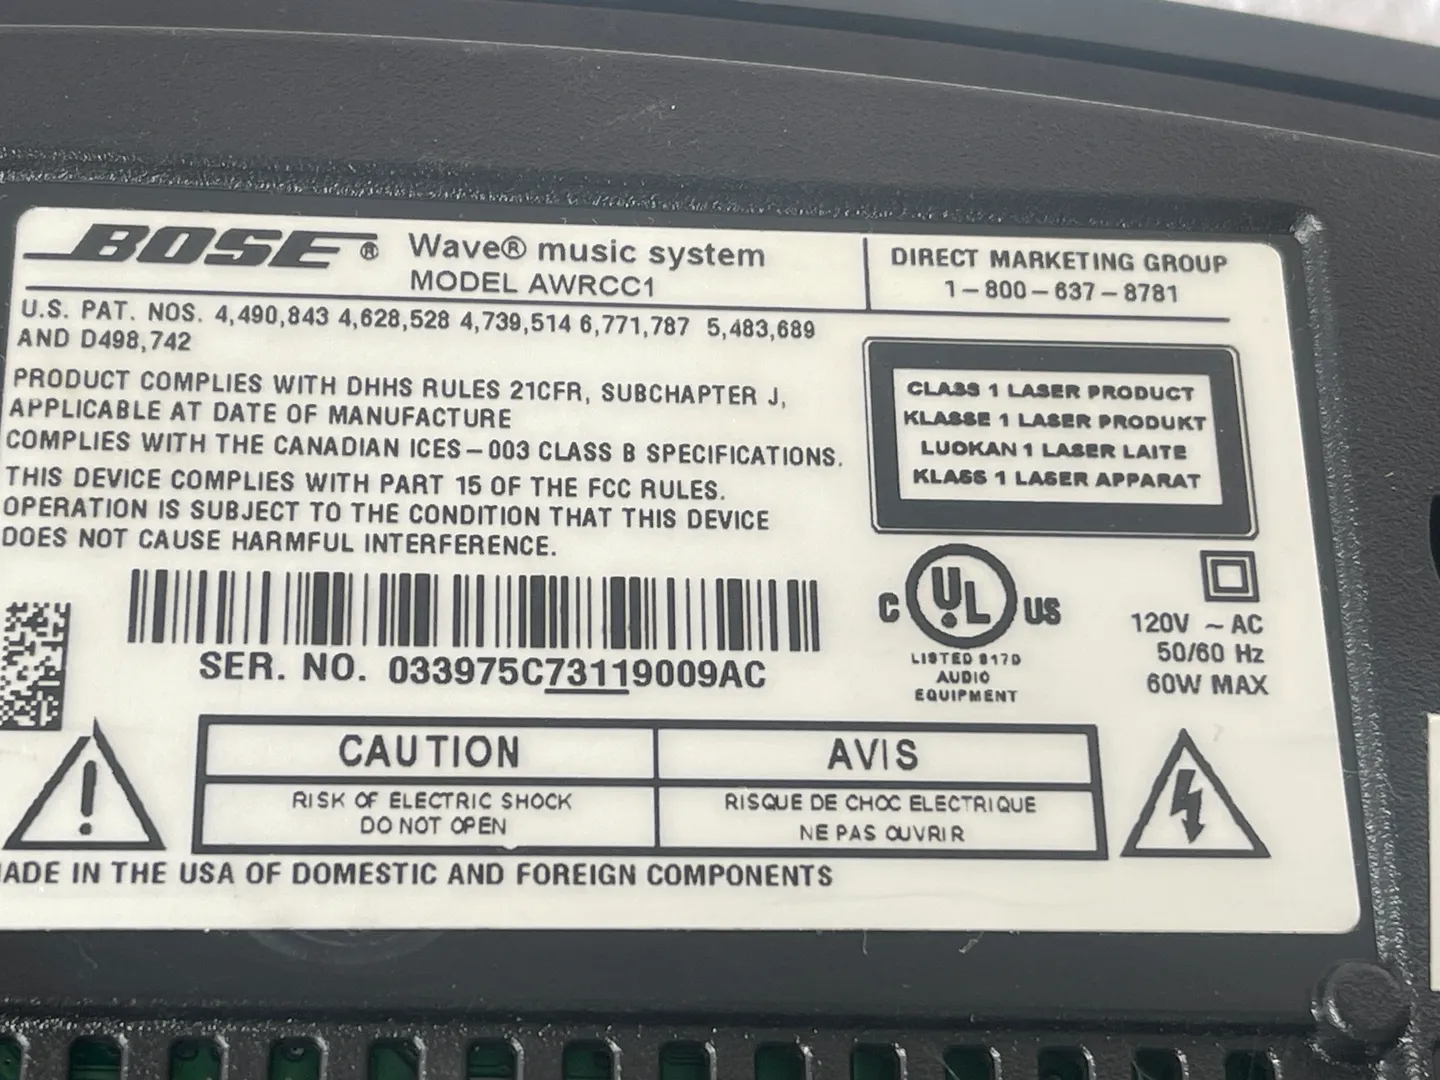 BOSE® Wave® music system
MODEL AWRCC1
DIRECT MARKETING GROUP
1-800-637-8781
U.S. PAT. NOS. 4,490,843 4,628,528 4,739,514 6,771,787 5,483,689
AND D498,742
PRODUCT COMPLIES WITH DHHS RULES 21CFR, SUBCHAPTER J,
APPLICABLE AT DATE OF MANUFACTURE
COMPLIES WITH THE CANADIAN ICES-003 CLASS B SPECIFICATIONS.
THIS DEVICE COMPLIES WITH PART 15 OF THE FCC RULES.
OPERATION IS SUBJECT TO THE CONDITION THAT THIS DEVICE
DOES NOT CAUSE HARMFUL INTERFERENCE.
CLASS 1 LASER PRODUCT
KLASSE 1 LASER PRODUKT
LUOKAN 1 LASER LAITE
KLASS 1 LASER APPARAT
SER. NO. 033975C73119009AC
C UL US
LISTED 817D
AUDIO
EQUIPMENT
120V ~ AC
50/60 Hz
60W MAX
CAUTION
RISK OF ELECTRIC SHOCK
DO NOT OPEN
AVIS
RISQUE DE CHOC ELECTRIQUE
NE PAS OUVRIR
ADE IN THE USA OF DOMESTIC AND FOREIGN COMPONENTS